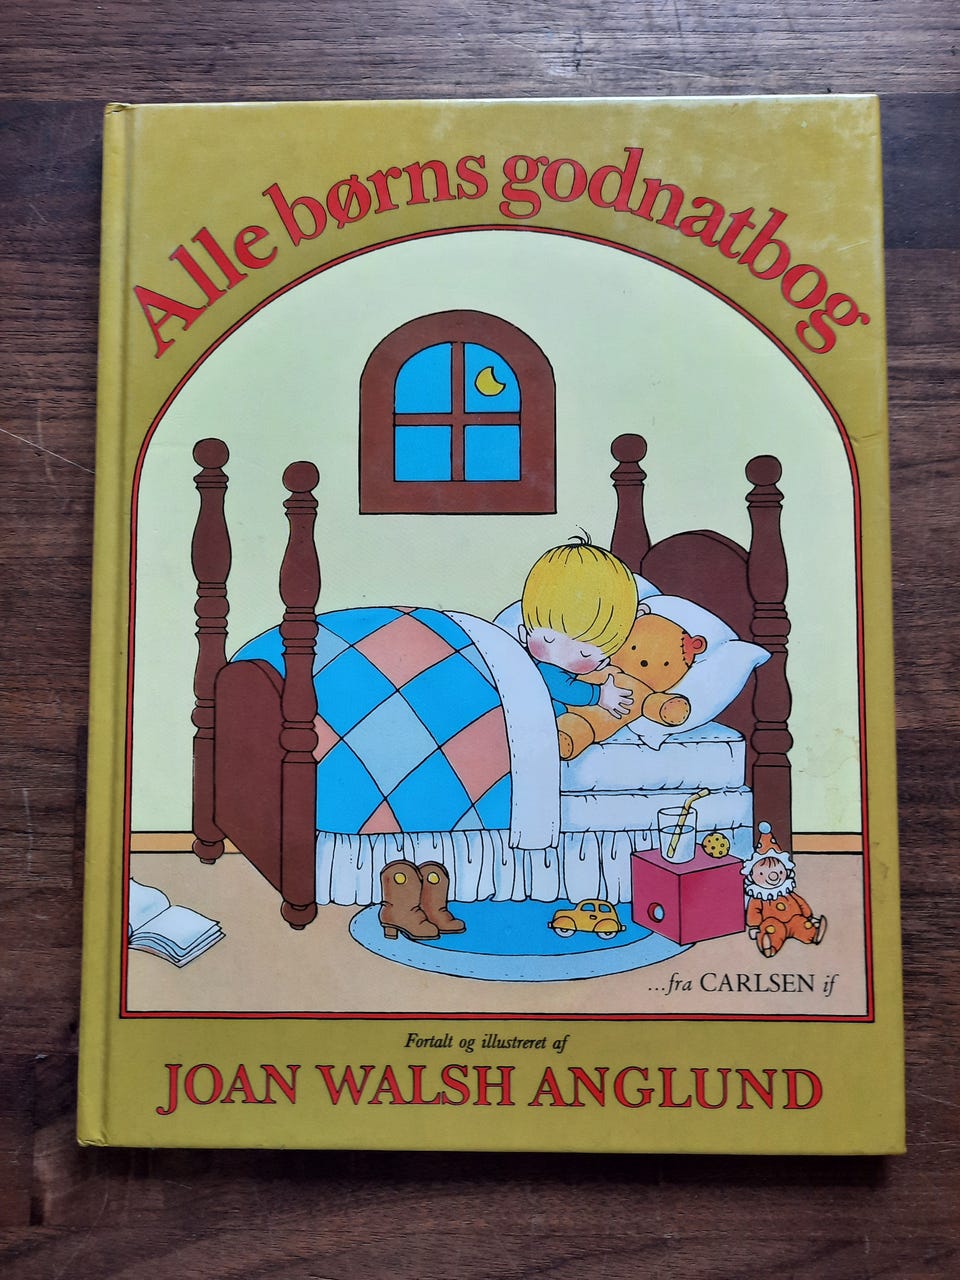 Alle børns godnatbog
...fra CARLSEN if
Fortalt og illustreret af
JOAN WALSH ANGLUND